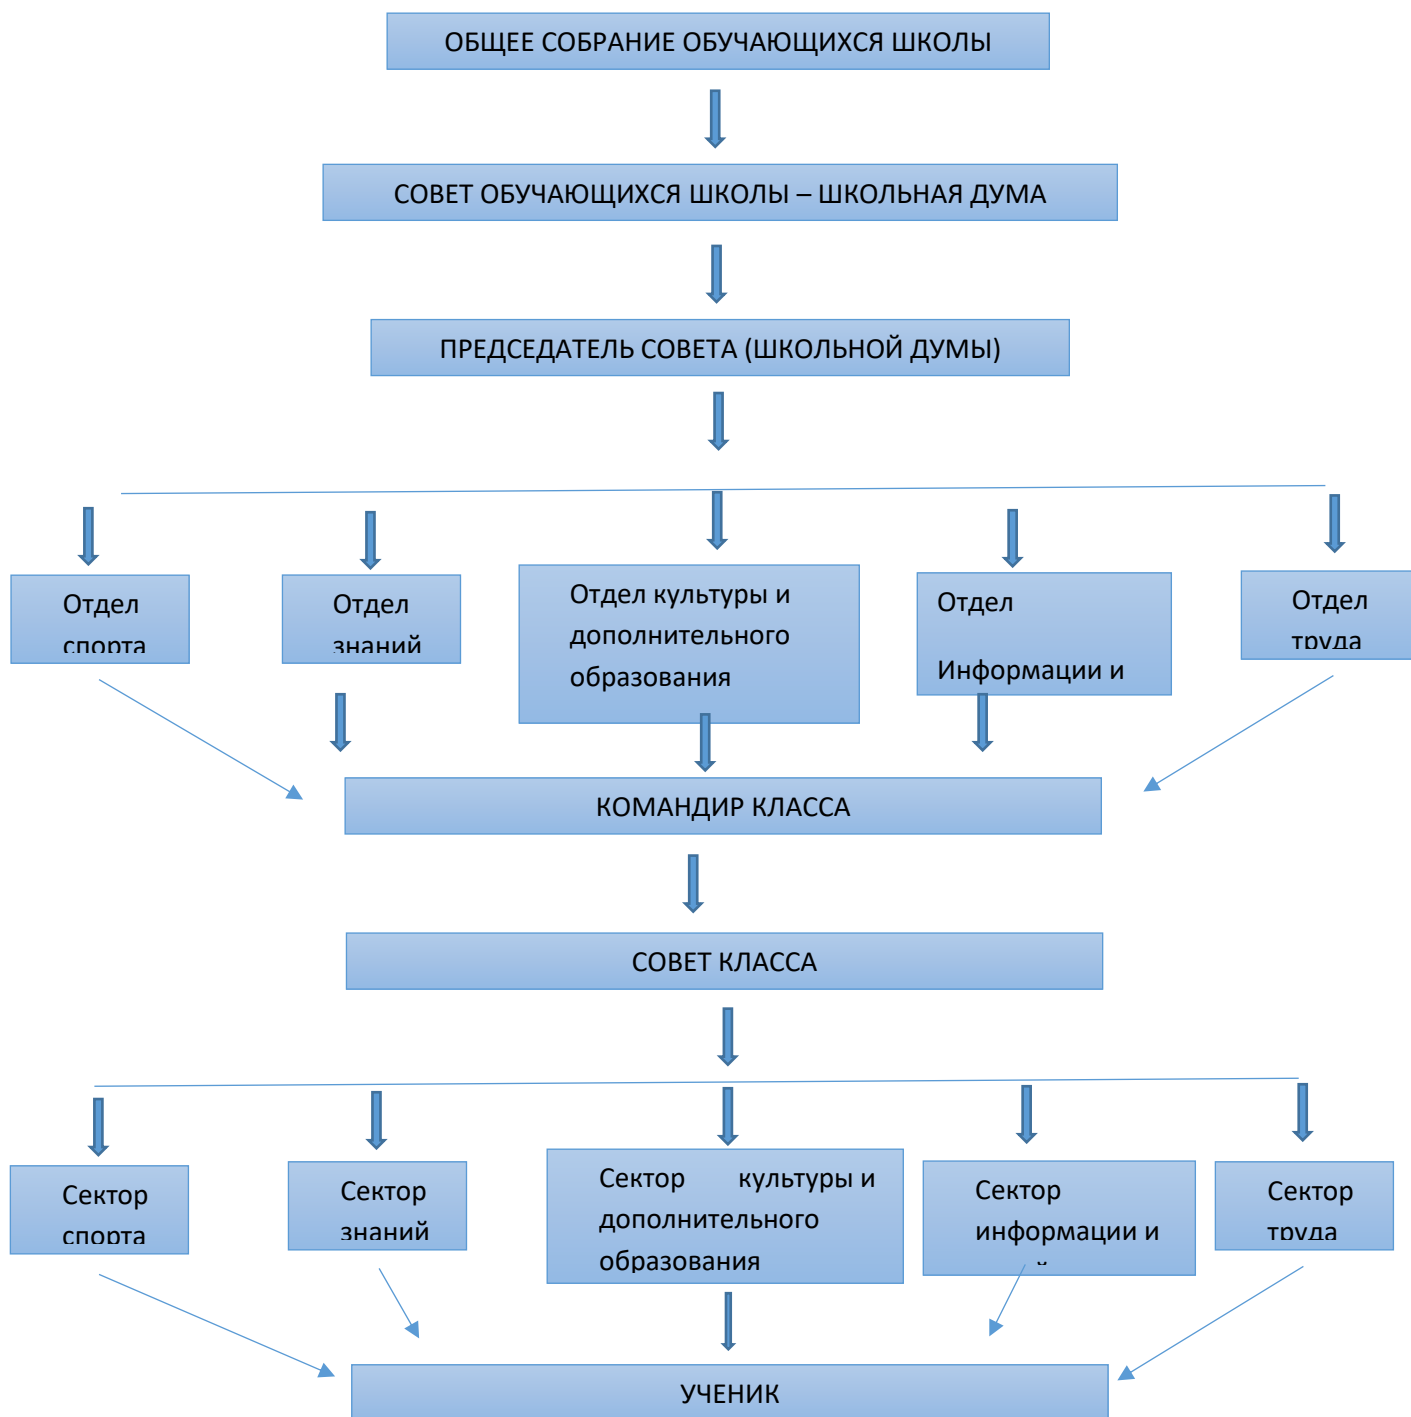 ОБЩЕЕ СОБРАНИЕ ОБУЧАЮЩИХСЯ ШКОЛЫ
СОВЕТ ОБУЧАЮЩИХСЯ ШКОЛЫ – ШКОЛЬНАЯ ДУМА
ПРЕДСЕДАТЕЛЬ СОВЕТА (ШКОЛЬНОЙ ДУМЫ)
Отдел
спорта
Отдел
знаний
Отдел культуры и
дополнительного
образования
Отдел
Информации и
Отдел
труда
КОМАНДИР КЛАССА
СОВЕТ КЛАССА
Сектор
спорта
Сектор
знаний
Сектор культуры и
дополнительного
образования
Сектор
информации и
Сектор
труда
УЧЕНИК